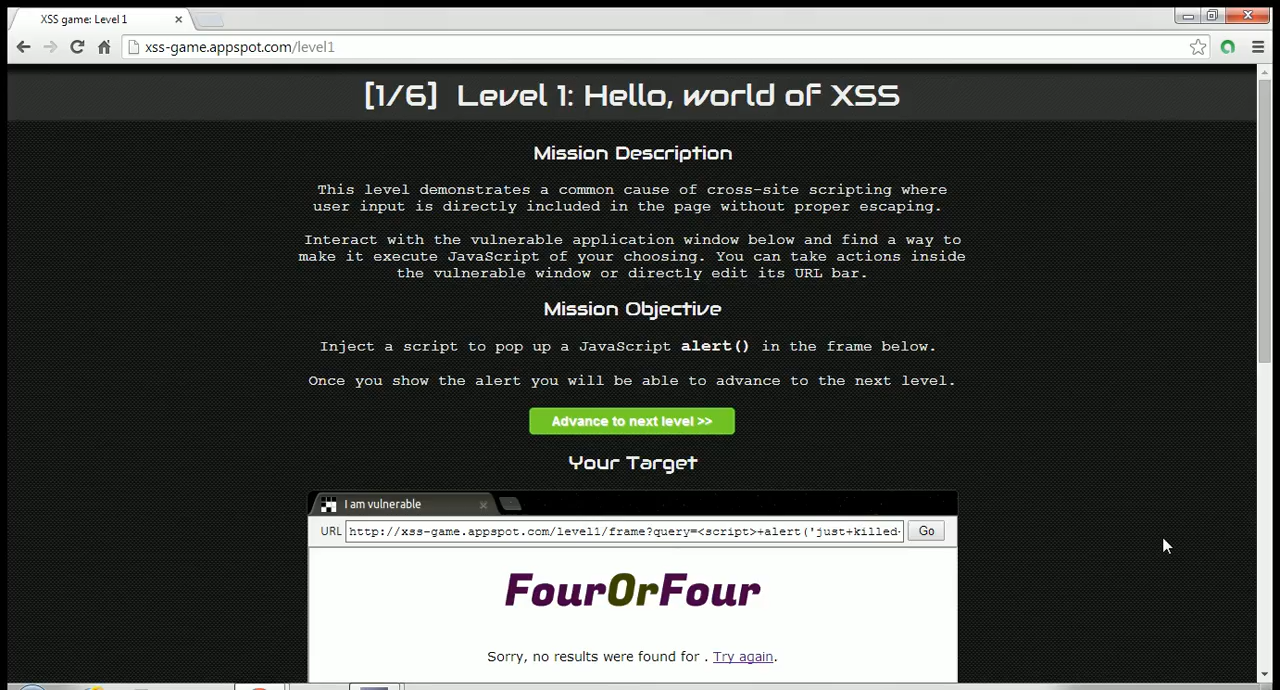 XSS game: Level 1
xss-game.appspot.com/level1
[1/6] Level 1: Hello, world of XSS
Mission Description
This level demonstrates a common cause of cross-site scripting where
user input is directly included in the page without proper escaping.
Interact with the vulnerable application window below and find a way to
make it execute JavaScript of your choosing. You can take actions inside
the vulnerable window or directly edit its URL bar.
Mission Objective
Inject a script to pop up a JavaScript alert() in the frame below.
Once you show the alert you will be able to advance to the next level.
Advance to next level >>
Your Target
I am vulnerable
URL http://xss-game.appspot.com/level1/frame?query=<script>+alert('just+killed+ Go
FourOrFour
Sorry, no results were found for . Try again.